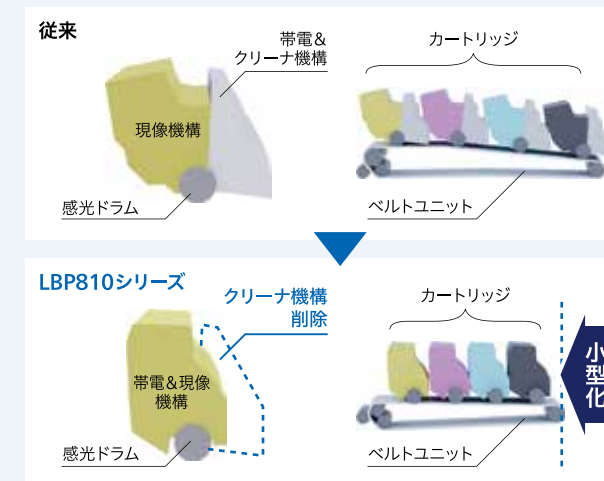 従来
帯電&
クリーナ機構
カートリッジ
現像機構
感光ドラム
ベルトユニット
LBP810シリーズ
クリーナ機構
削除
カートリッジ
小型化
帯電&現像
機構
感光ドラム
ベルトユニット